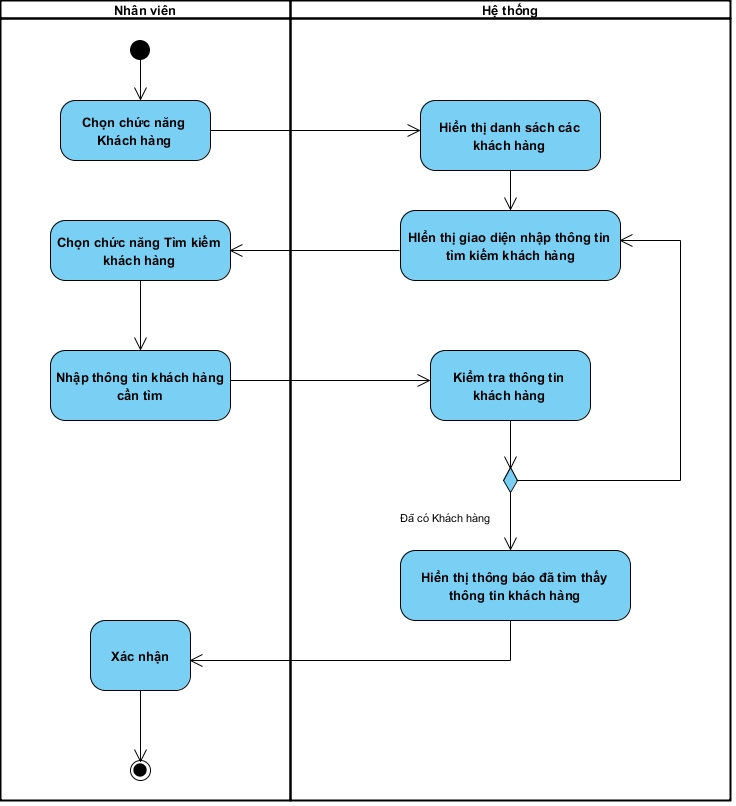 Nhân viên
Hệ thống
Chọn chức năng
Khách hàng
Hiển thị danh sách các
khách hàng
HIển thị giao diện nhập thông tin
tìm kiếm khách hàng
Chọn chức năng Tìm kiếm
khách hàng
Nhập thông tin khách hàng
cần tìm
Kiểm tra thông tin
khách hàng
Đã có Khách hàng
Hiển thị thông báo đã tìm thấy
thông tin khách hàng
Xác nhận